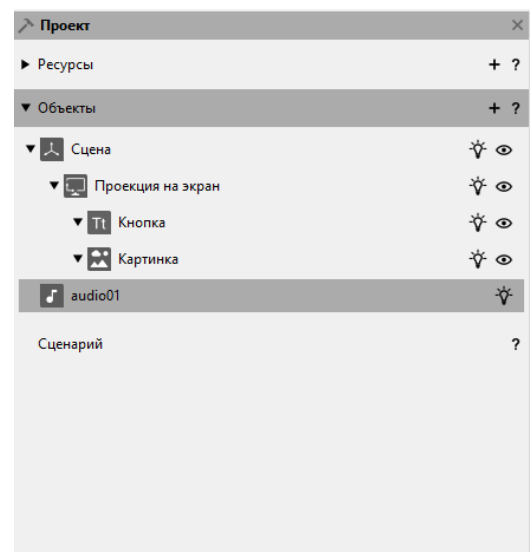 Проект
Ресурсы + ?
Объекты + ?
Сцена
Проекция на экран
Tt Кнопка
Картинка
audio01
Сценарий ?